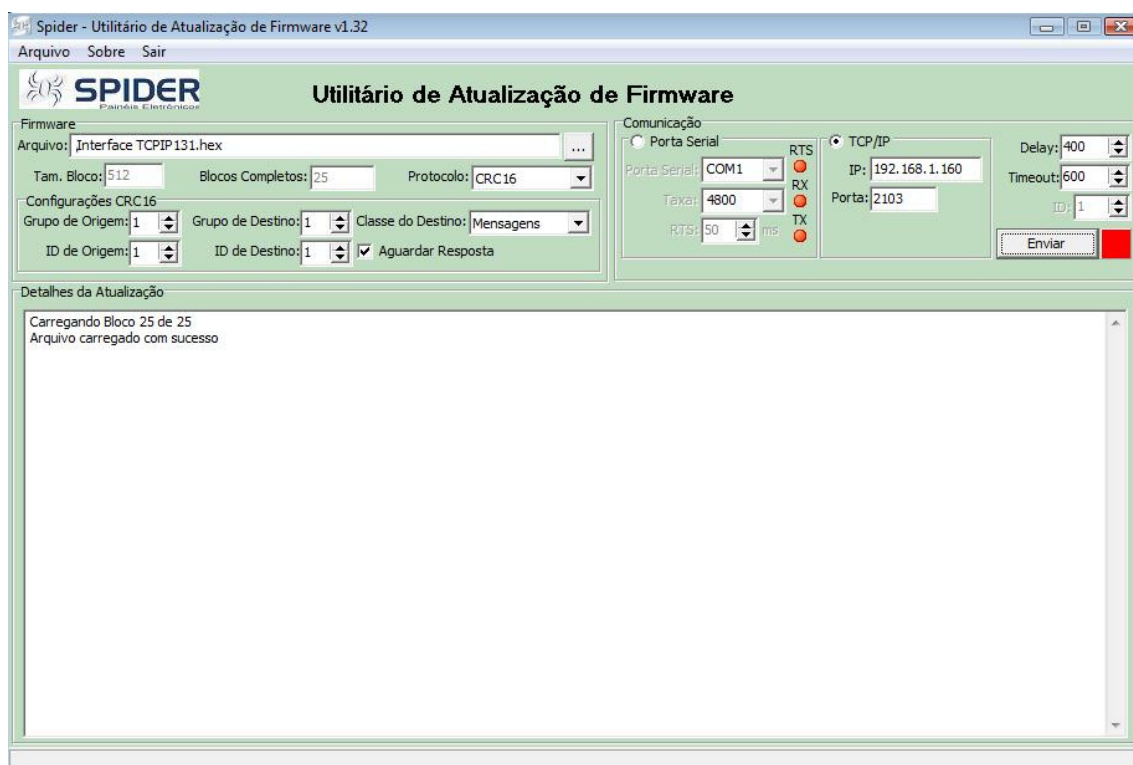 Spider - Utilitário de Atualização de Firmware v1.32
Arquivo Sobre Sair
SPIDER
Painéis Eletrônicos
Utilitário de Atualização de Firmware
Firmware
Arquivo: Interface TCPIP131.hex ...
Tam. Bloco: 512 Blocos Completos: 25 Protocolo: CRC16
Configurações CRC16
Grupo de Origem: 1 Grupo de Destino: 1 Classe do Destino: Mensagens
ID de Origem: 1 ID de Destino: 1 Aguardar Resposta
Comunicação
Porta Serial
Porta Serial: COM1
Taxa: 4800
RTS: 50 ms
RTS
RX
TX
TCP/IP
IP: 192.168.1.160
Porta: 2103
Delay: 400
Timeout: 600
ID: 1
Enviar
Detalhes da Atualização
Carregando Bloco 25 de 25
Arquivo carregado com sucesso